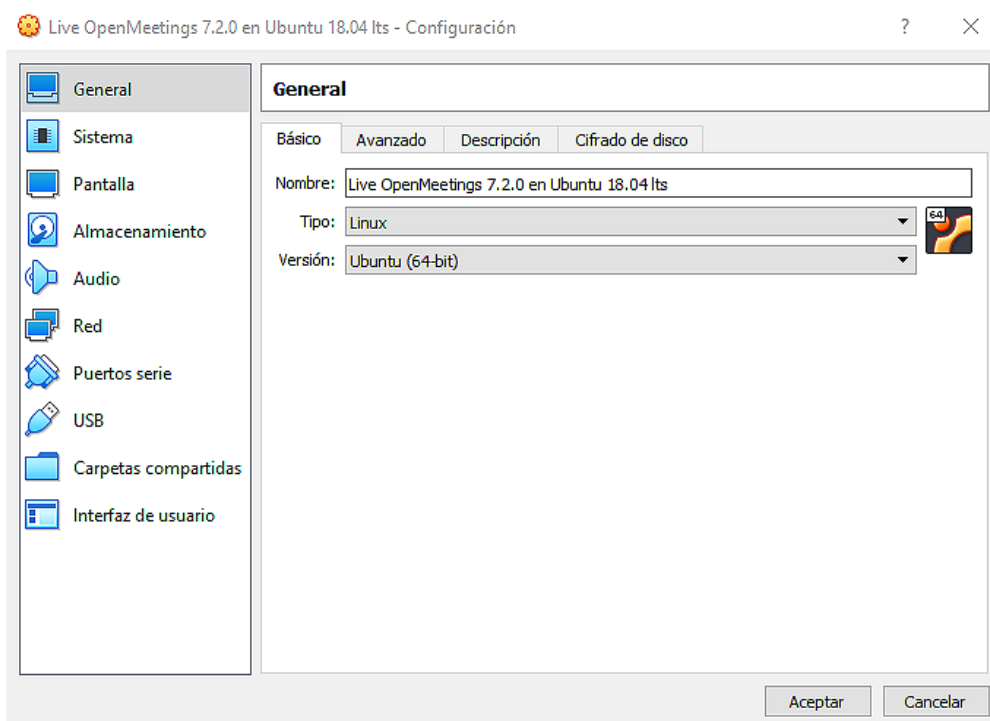 Live OpenMeetings 7.2.0 en Ubuntu 18.04 lts - Configuración
?
General
Sistema
Pantalla
Almacenamiento
Audio
Red
Puertos serie
USB
Carpetas compartidas
Interfaz de usuario
General
Básico Avanzado Descripción Cifrado de disco
Nombre: Live OpenMeetings 7.2.0 en Ubuntu 18.04 lts
Tipo: Linux
64
Versión: Ubuntu (64-bit)
Aceptar Cancelar